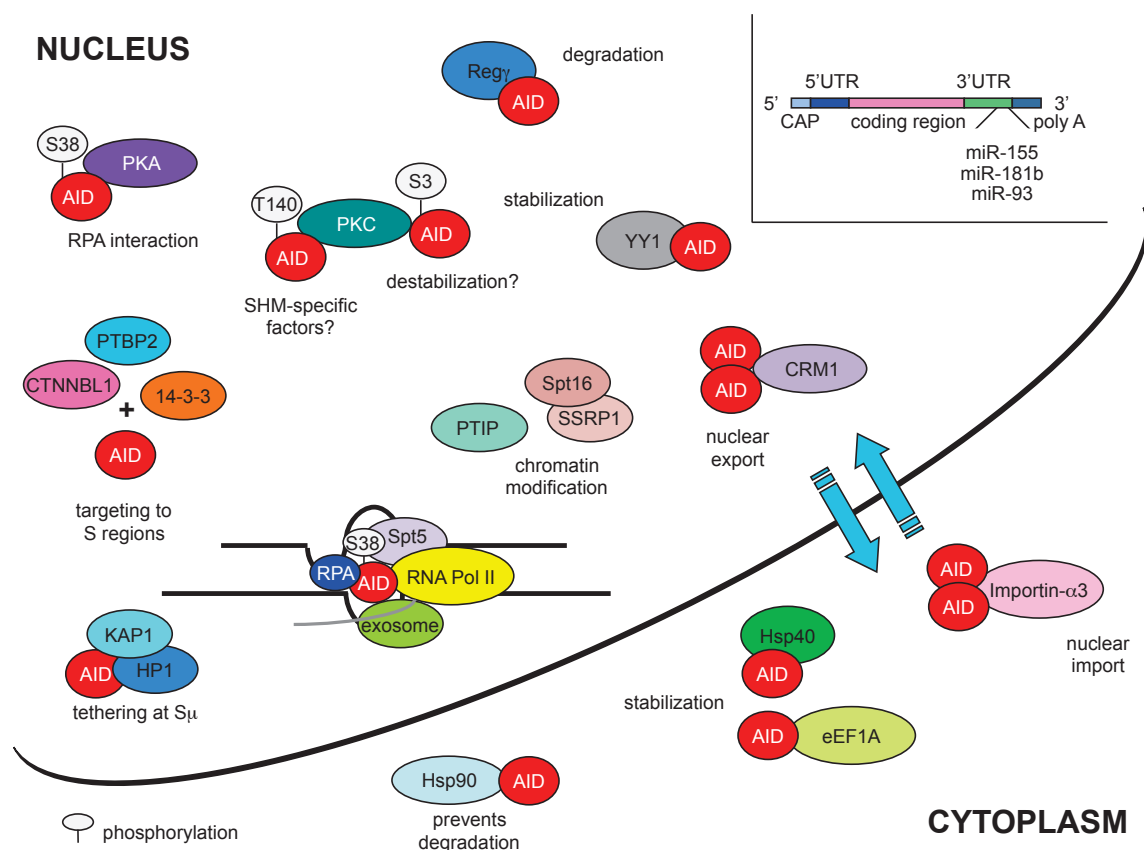 NUCLEUS
Regγ
AID
degradation
5'UTR
3'UTR
5'
3'
CAP
coding region
poly A
miR-155
miR-181b
miR-93
S38
PKA
AID
RPA interaction
T140
PKC
S3
AID
AID
destabilization?
SHM-specific
factors?
stabilization
YY1
AID
PTBP2
CTNNBL1
14-3-3
+
AID
targeting to
S regions
Spt16
SSRP1
PTIP
chromatin
modification
AID
AID
CRM1
nuclear
export
S38
Spt5
RPA
AID
RNA Pol II
exosome
KAP1
AID
HP1
tethering at Sμ
AID
AID
Importin-α3
nuclear
import
Hsp40
AID
stabilization
AID
eEF1A
Hsp90
AID
prevents
degradation
phosphorylation
CYTOPLASM